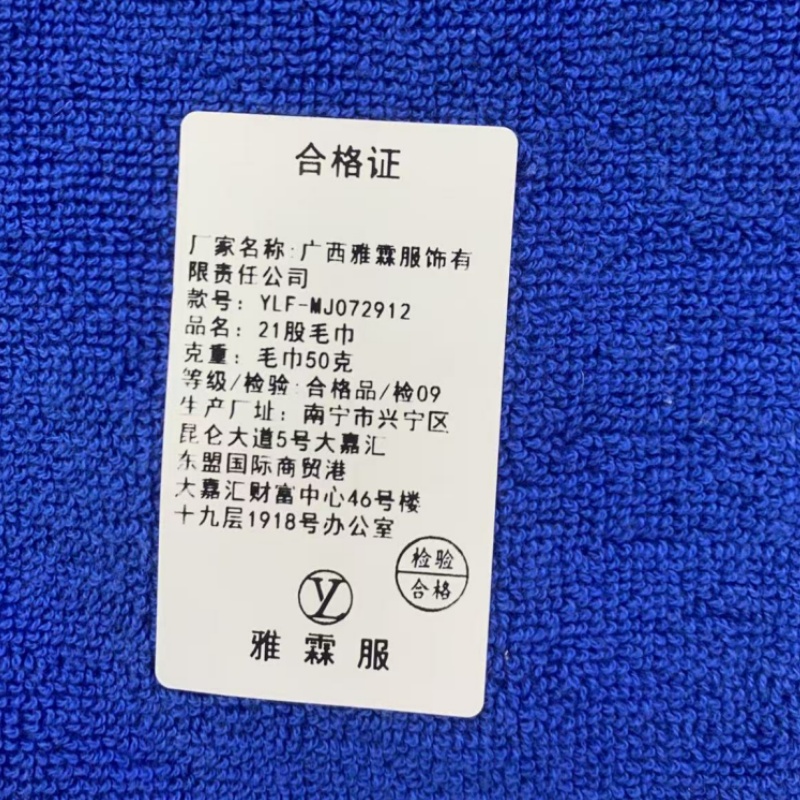 合格证
厂家名称:广西雅霖服饰有
限责任公司
款号: YLF-MJ072912
品名: 21股毛巾
克重: 毛巾50克
等级/检验:合格品/检09
生产厂址: 南宁市兴宁区
昆仑大道5号大嘉汇
东盟国际商贸港
大嘉汇财富中心46号楼
十九层1918号办公室
检验
合格
YL
雅霖服